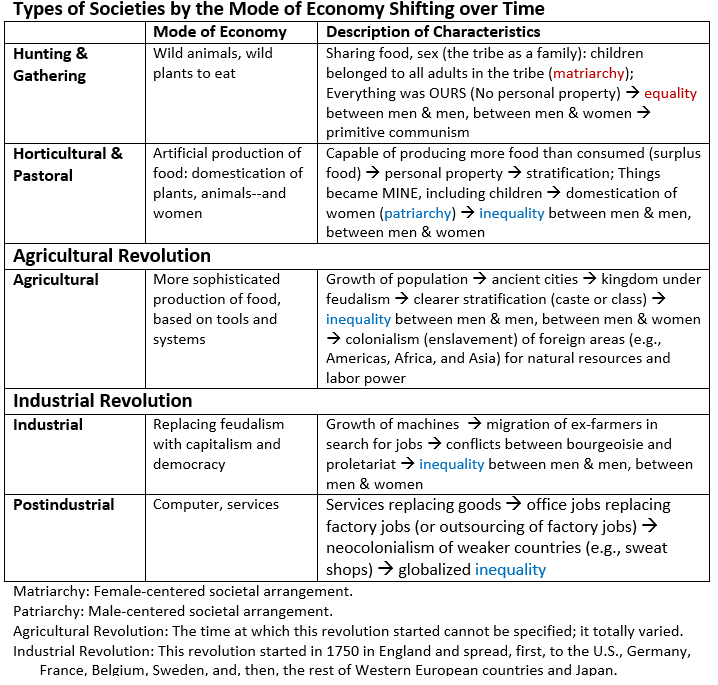 Types of Societies by the Mode of Economy Shifting over Time
Mode of Economy
Description of Characteristics
Hunting &
Gathering
Wild animals, wild
plants to eat
Sharing food, sex (the tribe as a family): children
belonged to all adults in the tribe (matriarchy);
Everything was OURS (No personal property) → equality
between men & men, between men & women →
primitive communism
Horticultural &
Pastoral
Artificial production of
food: domestication of
plants, animals--and
women
Capable of producing more food than consumed (surplus
food) → personal property → stratification; Things
became MINE, including children → domestication of
women (patriarchy) → inequality between men & men,
between men & women
Agricultural Revolution
Agricultural
More sophisticated
production of food,
based on tools and
systems
Growth of population → ancient cities → kingdom under
feudalism → clearer stratification (caste or class) →
inequality between men & men, between men & women
→ colonialism (enslavement) of foreign areas (e.g.,
Americas, Africa, and Asia) for natural resources and
labor power
Industrial Revolution
Industrial
Replacing feudalism
with capitalism and
democracy
Growth of machines → migration of ex-farmers in
search for jobs → conflicts between bourgeoisie and
proletariat → inequality between men & men, between
men & women
Postindustrial
Computer, services
Services replacing goods → office jobs replacing
factory jobs (or outsourcing of factory jobs) →
neocolonialism of weaker countries (e.g., sweat
shops) → globalized inequality
Matriarchy: Female-centered societal arrangement.
Patriarchy: Male-centered societal arrangement.
Agricultural Revolution: The time at which this revolution started cannot be specified; it totally varied.
Industrial Revolution: This revolution started in 1750 in England and spread, first, to the U.S., Germany,
France, Belgium, Sweden, and, then, the rest of Western European countries and Japan.